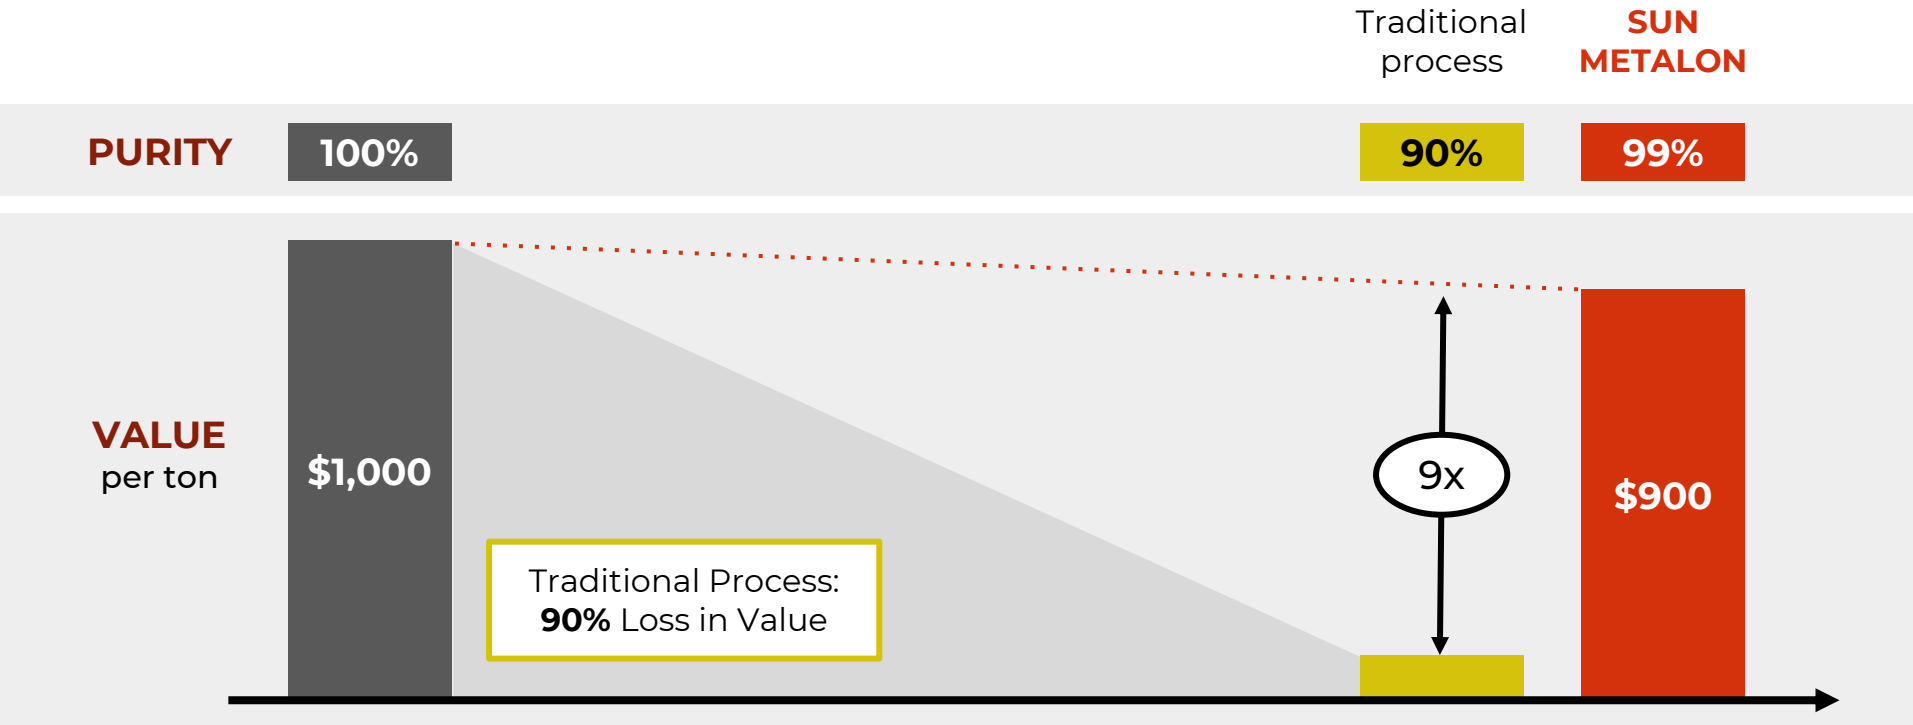 Traditional
process
SUN
METALON
PURITY
100%
90%
99%
VALUE
per ton
$1,000
Traditional Process:
90% Loss in Value
9x
$900